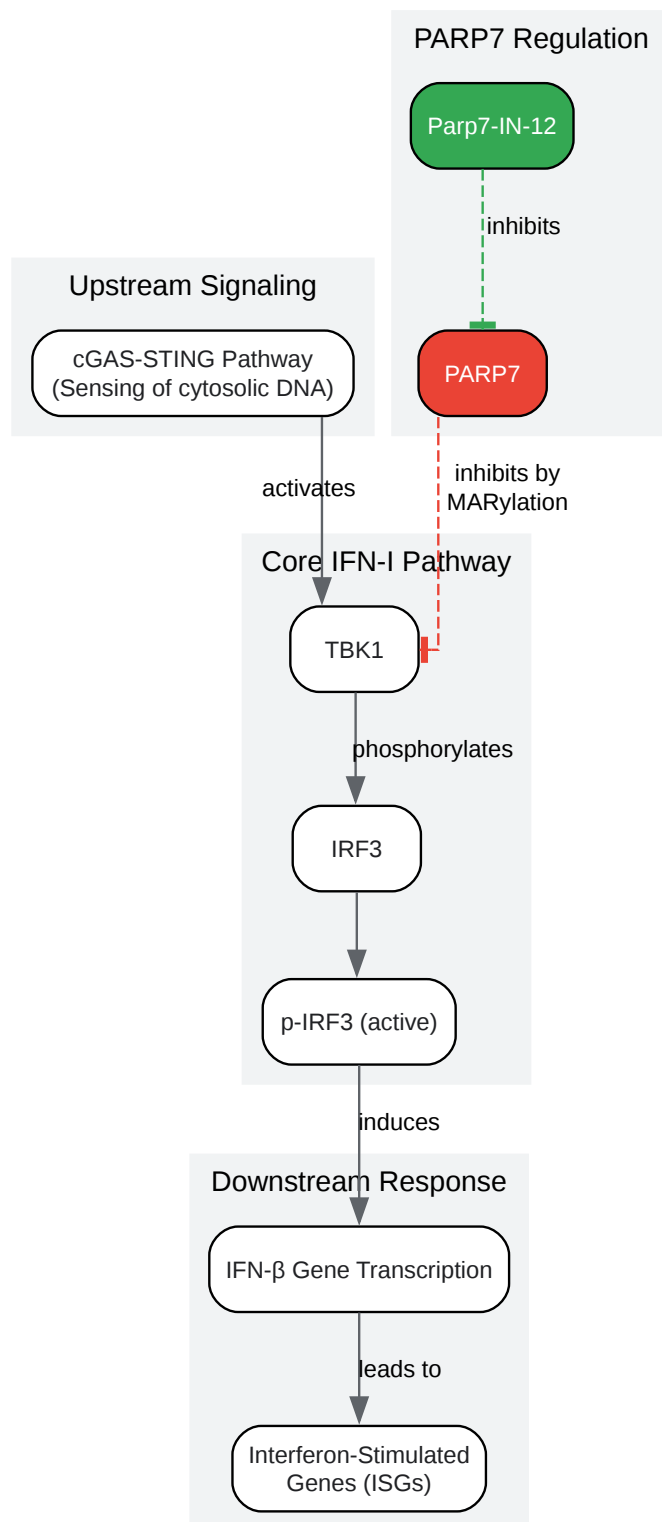 PARP7 Regulation
Parp7-IN-12
inhibits
Upstream Signaling
cGAS-STING Pathway
(Sensing of cytosolic DNA)
PARP7
activates
inhibits by
MARylation
Core IFN-I Pathway
TBK1
phosphorylates
IRF3
p-IRF3 (active)
induces
Downstream Response
IFN-β Gene Transcription
leads to
Interferon-Stimulated
Genes (ISGs)